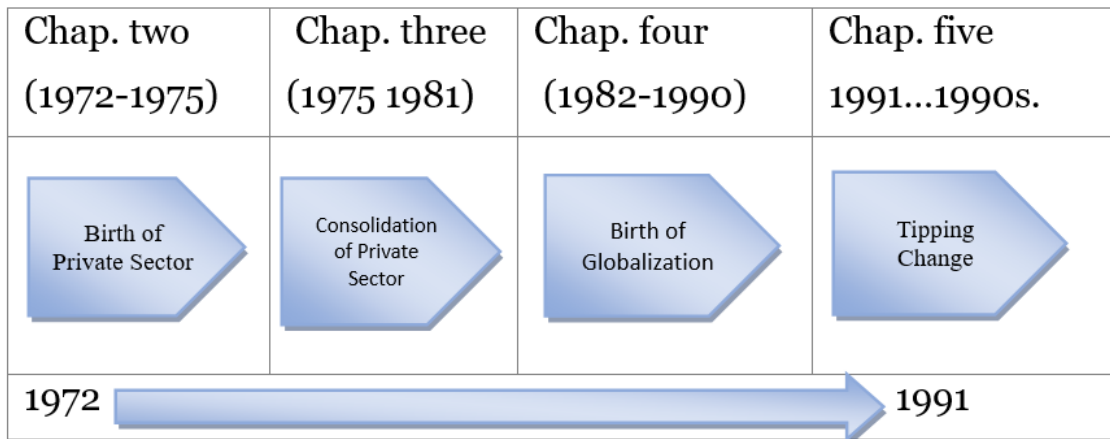 Chap. two
(1972-1975)
Chap. three
(1975 1981)
Chap. four
(1982-1990)
Chap. five
1991...1990s.
Birth of
Private Sector
Consolidation
of Private
Sector
Birth of
Globalization
Tipping
Change
1972
1991